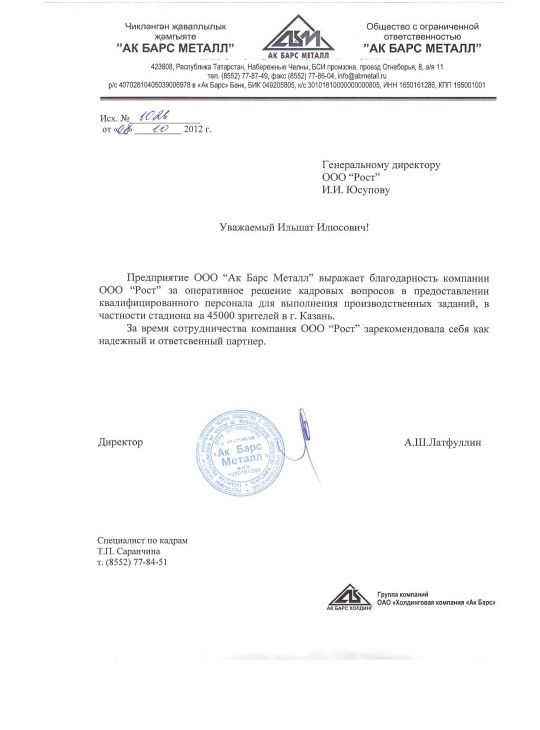 Чикләнгән җаваплылык
җәмгыяте
"АК БАРС МЕТАЛЛ"
АБМ
АК БАРС МЕТАЛЛ
Общество с ограниченной
ответственностью
"АК БАРС МЕТАЛЛ"
423808, Республика Татарстан, Набережные Челны, БСИ промзона, проезд Огнеборья, 8, а/я 11
тел. (8552) 77-87-49, факс (8552) 77-86-04, info@abmetall.ru
р/с 40702810405039006978 в «Ак Барс» Банк, БИК 049205805, к/с 30101810000000000805, ИНН 1650161286, КПП 165001001
Исх. № 1026
от « » 10 2012 г.
Генеральному директору
ООО “Рост”
И.И. Юсупову
Уважаемый Ильшат Илюсович!
Предприятие ООО “Ак Барс Металл” выражает благодарность компании
ООО “Рост” за оперативное решение кадровых вопросов в предоставлении
квалифицированного персонала для выполнения производственных заданий, в
частности стадиона на 45000 зрителей в г. Казань.
За время сотрудничества компания ООО “Рост” зарекомендовала себя как
надежный и ответсвенный партнер.
Директор
"Ак Барс
Металл"
ИНН
1650161286
А.Ш.Латфуллин
Специалист по кадрам
Т.П. Саранчина
т. (8552) 77-84-51
АК БАРС ХОЛДИНГ
Группа компаний
ОАО «Холдинговая компания «Ак Барс»